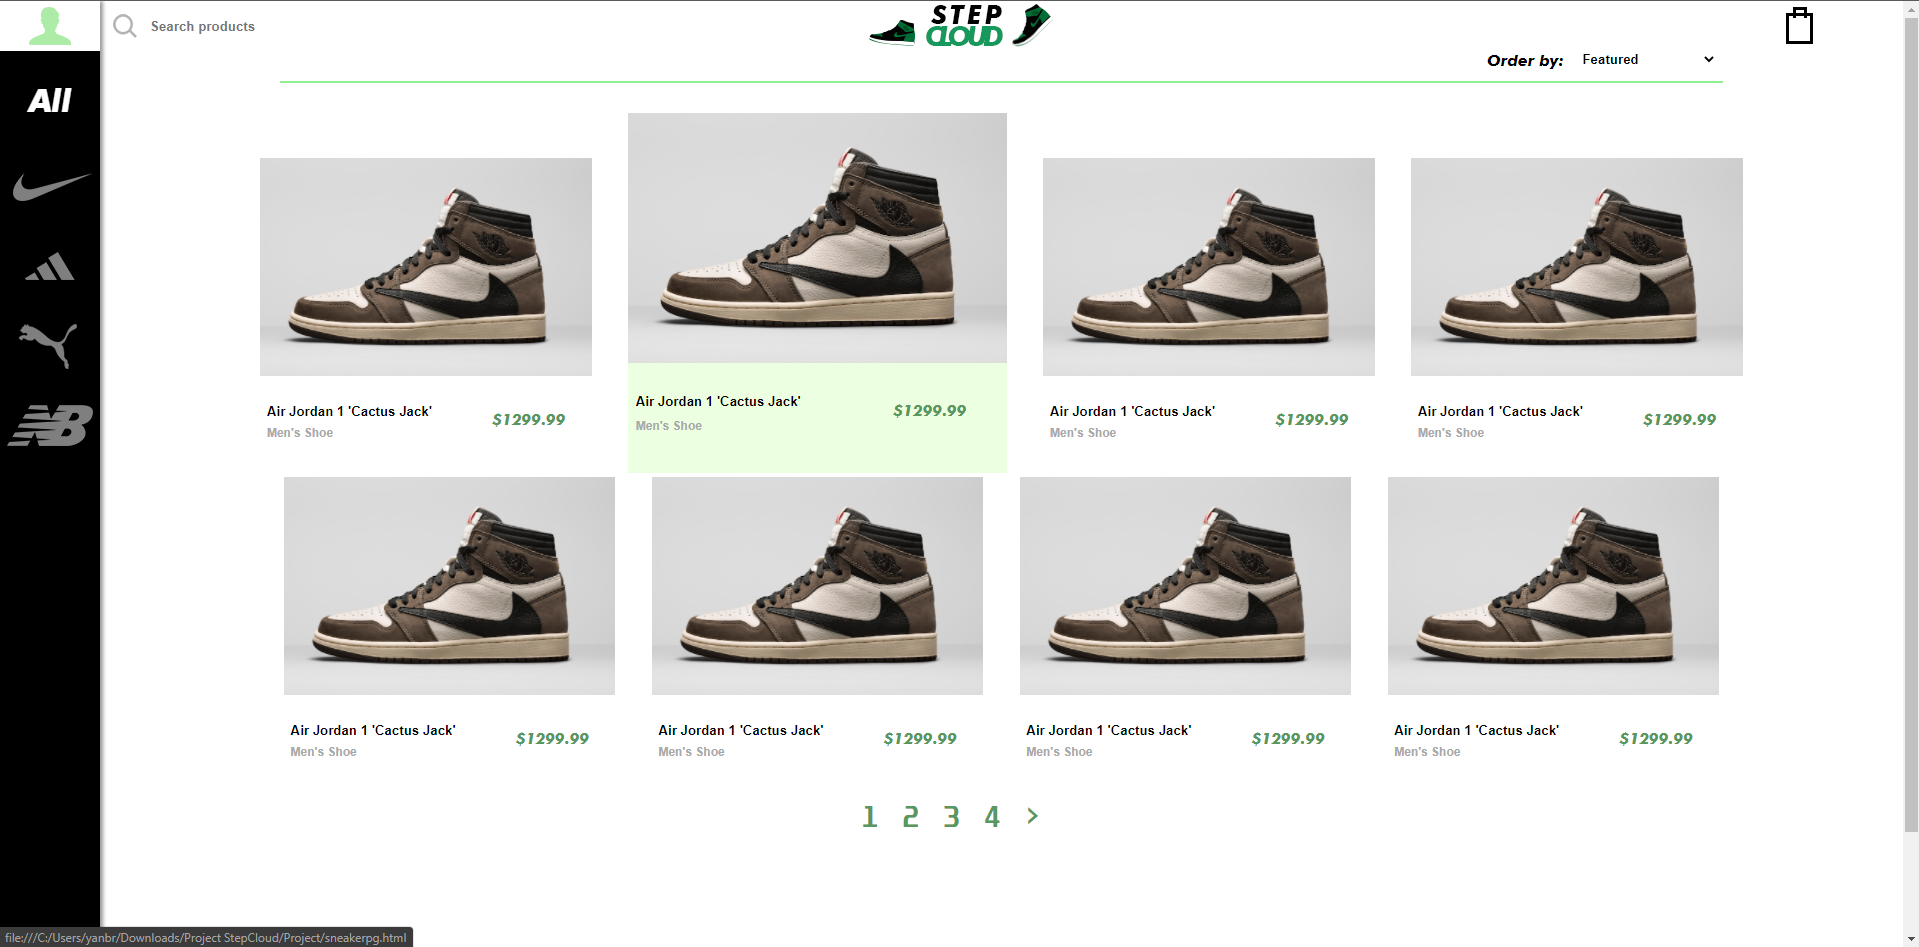 Search products
STEP
CLOUD
Order by: Featured
All
NB
Air Jordan 1 'Cactus Jack' $1299.99
Men's Shoe
Air Jordan 1 'Cactus Jack' $1299.99
Men's Shoe
Air Jordan 1 'Cactus Jack' $1299.99
Men's Shoe
Air Jordan 1 'Cactus Jack' $1299.99
Men's Shoe
Air Jordan 1 'Cactus Jack' $1299.99
Men's Shoe
Air Jordan 1 'Cactus Jack' $1299.99
Men's Shoe
Air Jordan 1 'Cactus Jack' $1299.99
Men's Shoe
Air Jordan 1 'Cactus Jack' $1299.99
Men's Shoe
1 2 3 4 >
file:///C:/Users/yanbr/Downloads/Project StepCloud/Project/sneakerpg.html